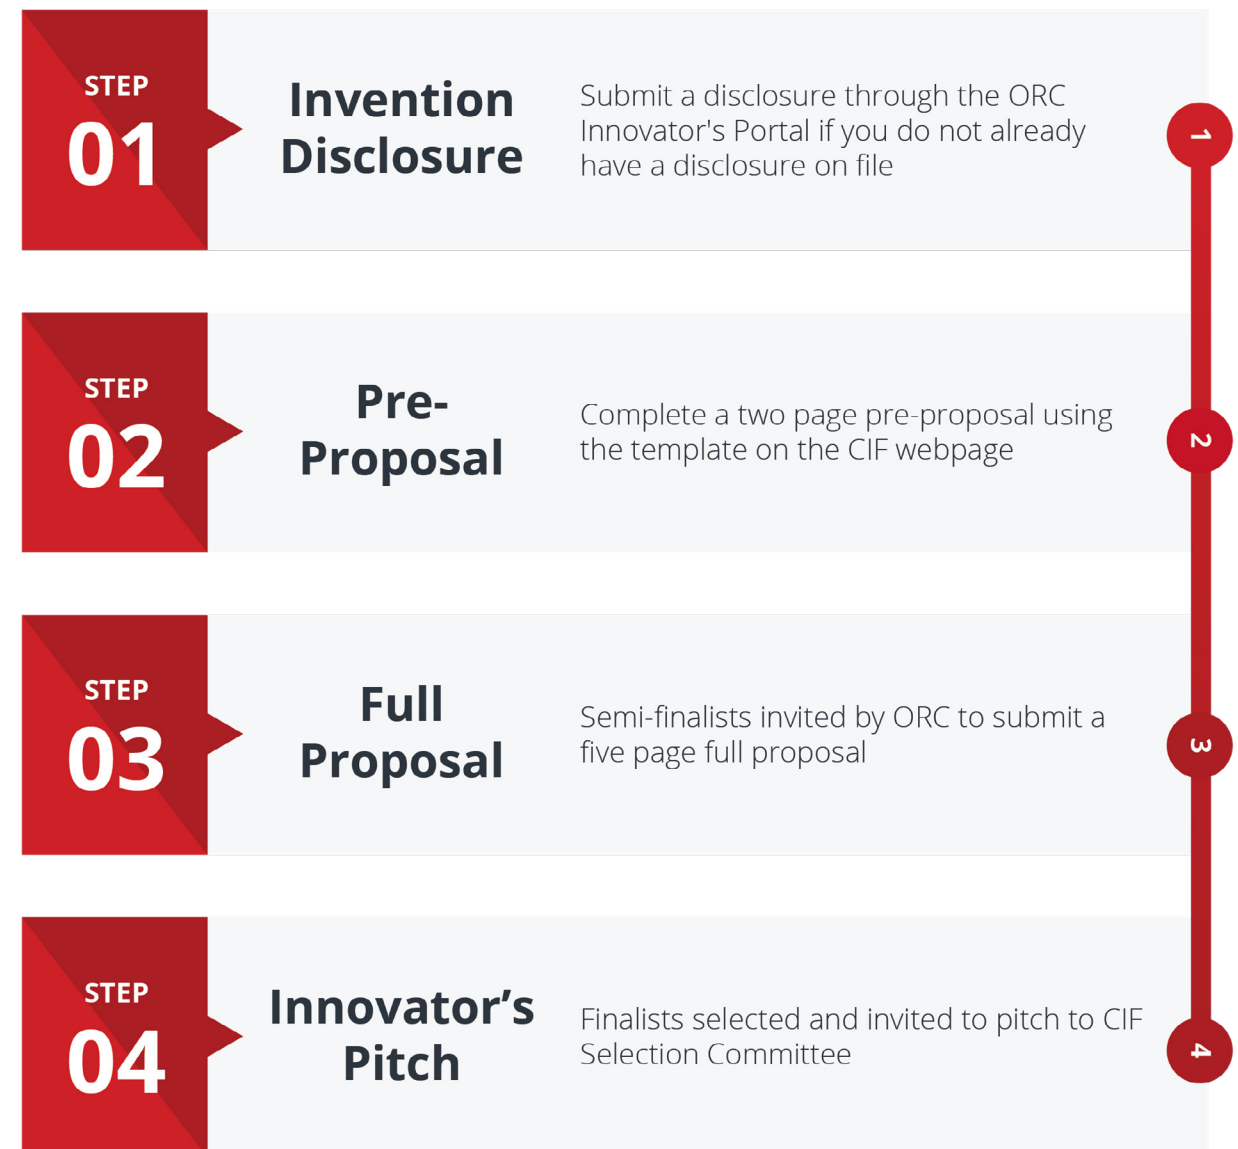 STEP
01
Invention
Disclosure
Submit a disclosure through the ORC
Innovator's Portal if you do not already
have a disclosure on file
1
STEP
02
Pre-
Proposal
Complete a two page pre-proposal using
the template on the CIF webpage
2
STEP
03
Full
Proposal
Semi-finalists invited by ORC to submit a
five page full proposal
3
STEP
04
Innovator’s
Pitch
Finalists selected and invited to pitch to CIF
Selection Committee
4